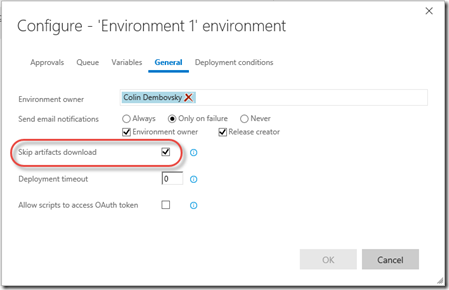 Configure - 'Environment 1' environment
Approvals Queue Variables General Deployment conditions
Environment owner Colin Dembovsky
Send email notifications Always Only on failure Never
Environment owner Release creator
Skip artifacts download
Deployment timeout 0
Allow scripts to access OAuth token
OK Cancel